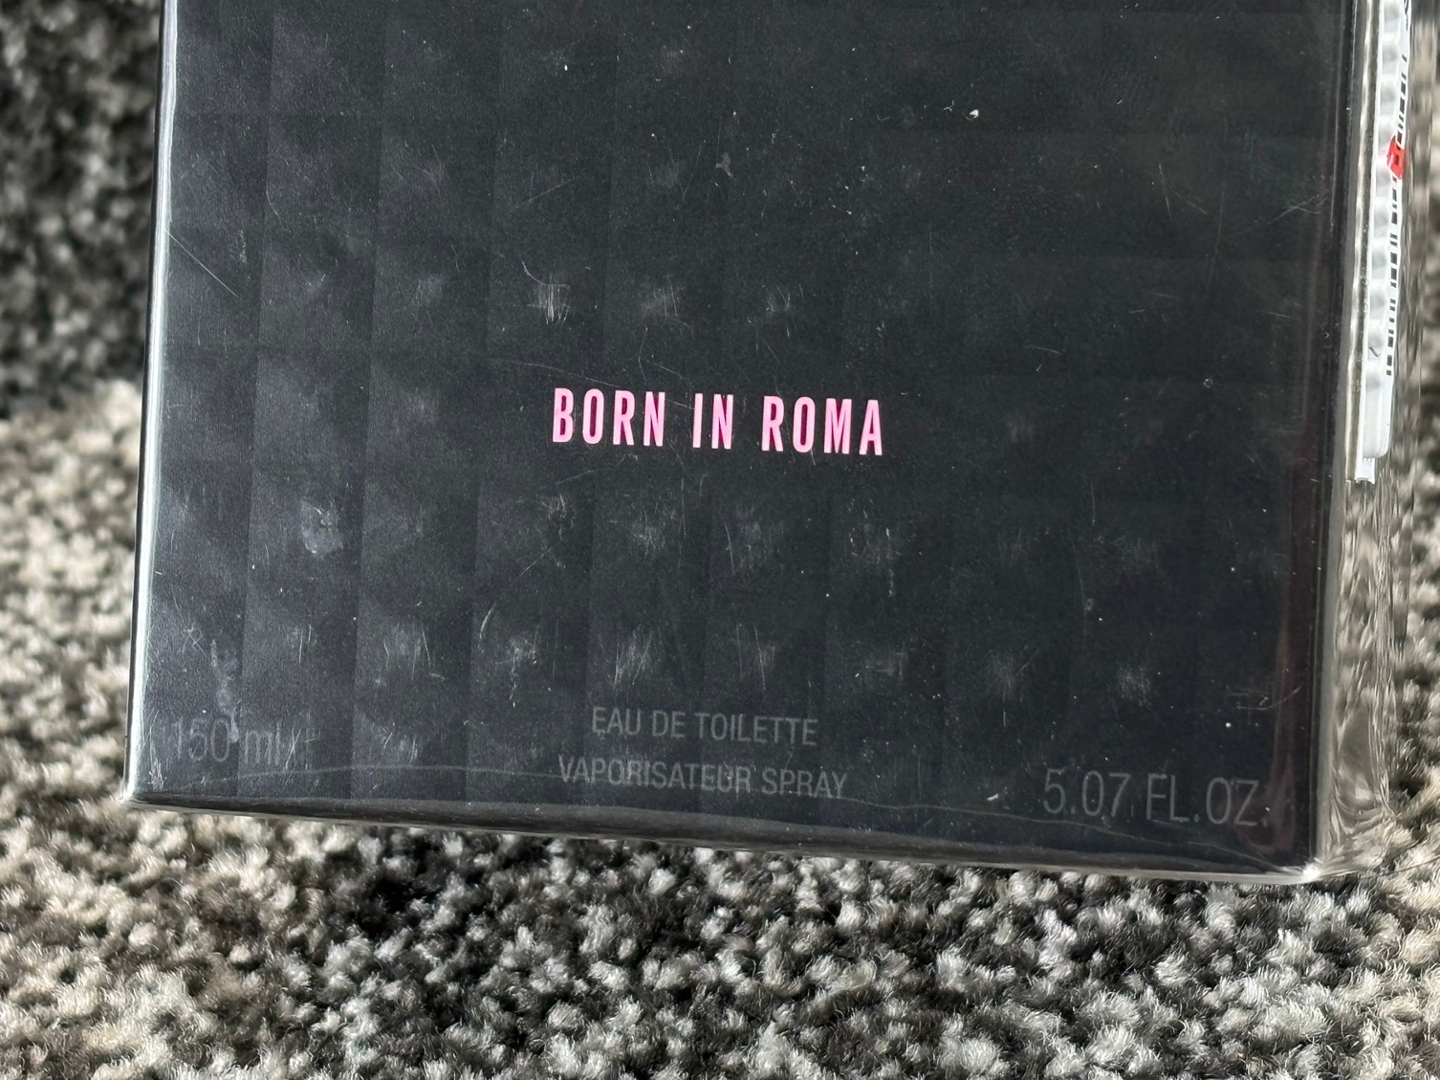 BORN IN ROMA
EAU DE TOILETTE
VAPORISATEUR SPRAY
150 ml
5.07 FL.OZ.